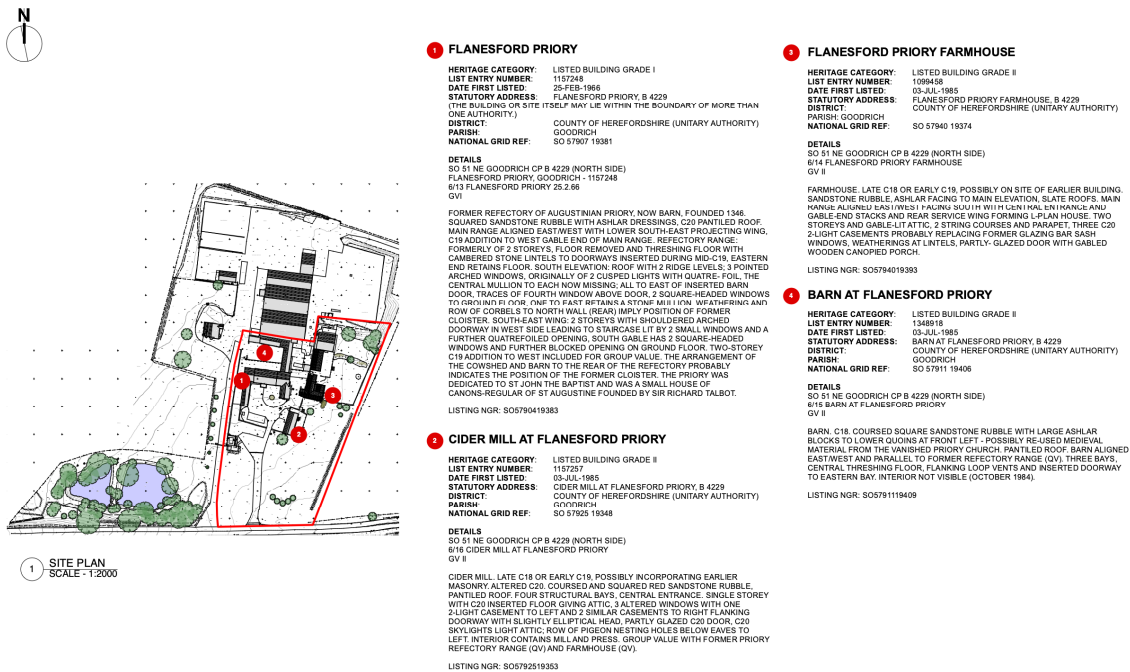 N
1 FLANESFORD PRIORY
HERITAGE CATEGORY: LISTED BUILDING GRADE I
LIST ENTRY NUMBER: 1157248
DATE FIRST LISTED: 25-FEB-1966
STATUTORY ADDRESS: FLANESFORD PRIORY, B 4229
(THE BUILDING OR SITE ITSELF MAY LIE WITHIN THE BOUNDARY OF MORE THAN
ONE AUTHORITY.)
DISTRICT: COUNTY OF HEREFORDSHIRE (UNITARY AUTHORITY)
PARISH: GOODRICH
NATIONAL GRID REF: SO 57907 19381
DETAILS
SO 51 NE GOODRICH CP B 4229 (NORTH SIDE)
FLANESFORD PRIORY, GOODRICH - 1157248
6/13 FLANESFORD PRIORY 25.2.66
GVI
FORMER REFECTORY OF AUGUSTINIAN PRIORY, NOW BARN, FOUNDED 1346.
SQUARED SANDSTONE RUBBLE WITH ASHLAR DRESSINGS, C20 PANTILED ROOF.
MAIN RANGE ALIGNED EAST/WEST WITH LOWER SOUTH-EAST PROJECTING WING,
C19 ADDITION TO WEST GABLE END OF MAIN RANGE. REFECTORY RANGE:
FORMERLY OF 2 STOREYS, FLOOR REMOVED AND THRESHING FLOOR WITH
CAMBERED STONE LINTELS TO DOORWAYS INSERTED DURING MID-C19, EASTERN
END RETAINS FLOOR. SOUTH ELEVATION: ROOF WITH 2 RIDGE LEVELS; 3 POINTED
ARCHED WINDOWS, ORIGINALLY OF 2 CUSPED LIGHTS WITH QUATRE- FOIL, THE
CENTRAL MULLION TO EACH NOW MISSING; ALL TO EAST OF INSERTED BARN
DOOR, TRACES OF FOURTH WINDOW ABOVE DOOR, 2 SQUARE-HEADED WINDOWS
TO GROUND FLOOR, ONE TO EAST RETAINS A STONE MULLION. WEATHERING AND
ROW OF CORBELS TO NORTH WALL (REAR) IMPLY POSITION OF FORMER
CLOISTER. SOUTH-EAST WING: 2 STOREYS WITH SHOULDERED ARCHED
DOORWAY IN WEST SIDE LEADING TO STAIRCASE LIT BY 2 SMALL WINDOWS AND A
FURTHER QUATREFOILED OPENING, SOUTH GABLE HAS 2 SQUARE-HEADED
WINDOWS AND FURTHER BLOCKED OPENING ON GROUND FLOOR. TWO-STOREY
C19 ADDITION TO WEST INCLUDED FOR GROUP VALUE. THE ARRANGEMENT OF
THE COWSHED AND BARN TO THE REAR OF THE REFECTORY PROBABLY
INDICATES THE POSITION OF THE FORMER CLOISTER. THE PRIORY WAS
DEDICATED TO ST JOHN THE BAPTIST AND WAS A SMALL HOUSE OF
CANONS-REGULAR OF ST AUGUSTINE FOUNDED BY SIR RICHARD TALBOT.
LISTING NGR: SO5790419383
2 CIDER MILL AT FLANESFORD PRIORY
HERITAGE CATEGORY: LISTED BUILDING GRADE II
LIST ENTRY NUMBER: 1157257
DATE FIRST LISTED: 03-JUL-1985
STATUTORY ADDRESS: CIDER MILL AT FLANESFORD PRIORY, B 4229
DISTRICT: COUNTY OF HEREFORDSHIRE (UNITARY AUTHORITY)
PARISH: GOODRICH
NATIONAL GRID REF: SO 57925 19348
DETAILS
SO 51 NE GOODRICH CP B 4229 (NORTH SIDE)
6/16 CIDER MILL AT FLANESFORD PRIORY
GV II
CIDER MILL. LATE C18 OR EARLY C19, POSSIBLY INCORPORATING EARLIER
MASONRY. ALTERED C20. COURSED AND SQUARED RED SANDSTONE RUBBLE,
PANTILED ROOF. FOUR STRUCTURAL BAYS, CENTRAL ENTRANCE. SINGLE STOREY
WITH C20 INSERTED FLOOR GIVING ATTIC, 3 ALTERED WINDOWS WITH ONE
2-LIGHT CASEMENT TO LEFT AND 2 SIMILAR CASEMENTS TO RIGHT FLANKING
DOORWAY WITH SLIGHTLY ELLIPTICAL HEAD, PARTLY GLAZED C20 DOOR, C20
SKYLIGHTS LIGHT ATTIC; ROW OF PIGEON NESTING HOLES BELOW EAVES TO
LEFT. INTERIOR CONTAINS MILL AND PRESS. GROUP VALUE WITH FORMER PRIORY
REFECTORY RANGE (QV) AND FARMHOUSE (QV).
LISTING NGR: SO5792519353
3 FLANESFORD PRIORY FARMHOUSE
HERITAGE CATEGORY: LISTED BUILDING GRADE II
LIST ENTRY NUMBER: 1099458
DATE FIRST LISTED: 03-JUL-1985
STATUTORY ADDRESS: FLANESFORD PRIORY FARMHOUSE, B 4229
DISTRICT: COUNTY OF HEREFORDSHIRE (UNITARY AUTHORITY)
PARISH: GOODRICH
NATIONAL GRID REF: SO 57940 19374
DETAILS
SO 51 NE GOODRICH CP B 4229 (NORTH SIDE)
6/14 FLANESFORD PRIORY FARMHOUSE
GV II
FARMHOUSE. LATE C18 OR EARLY C19, POSSIBLY ON SITE OF EARLIER BUILDING.
SANDSTONE RUBBLE, ASHLAR FACING TO MAIN ELEVATION, SLATE ROOFS. MAIN
RANGE ALIGNED EAST/WEST FACING SOUTH WITH CENTRAL ENTRANCE AND
GABLE-END STACKS AND REAR SERVICE WING FORMING L-PLAN HOUSE. TWO
STOREYS AND GABLE-LIT ATTIC, 2 STRING COURSES AND PARAPET, THREE C20
2-LIGHT CASEMENTS PROBABLY REPLACING FORMER GLAZING BAR SASH
WINDOWS, WEATHERINGS AT LINTELS, PARTLY- GLAZED DOOR WITH GABLED
WOODEN CANOPIED PORCH.
LISTING NGR: SO5794019393
4 BARN AT FLANESFORD PRIORY
HERITAGE CATEGORY: LISTED BUILDING GRADE II
LIST ENTRY NUMBER: 1348918
DATE FIRST LISTED: 03-JUL-1985
STATUTORY ADDRESS: BARN AT FLANESFORD PRIORY, B 4229
DISTRICT: COUNTY OF HEREFORDSHIRE (UNITARY AUTHORITY)
PARISH: GOODRICH
NATIONAL GRID REF: SO 57911 19406
DETAILS
SO 51 NE GOODRICH CP B 4229 (NORTH SIDE)
6/15 BARN AT FLANESFORD PRIORY
GV II
BARN. C18. COURSED SQUARE SANDSTONE RUBBLE WITH LARGE ASHLAR
BLOCKS TO LOWER QUOINS AT FRONT LEFT - POSSIBLY RE-USED MEDIEVAL
MATERIAL FROM THE VANISHED PRIORY CHURCH. PANTILED ROOF. BARN ALIGNED
EAST/WEST AND PARALLEL TO FORMER REFECTORY RANGE (QV). THREE BAYS,
CENTRAL THRESHING FLOOR, FLANKING LOOP VENTS AND INSERTED DOORWAY
TO EASTERN BAY. INTERIOR NOT VISIBLE (OCTOBER 1984).
LISTING NGR: SO5791119409
4
1
3
2
1 SITE PLAN
SCALE - 1:2000